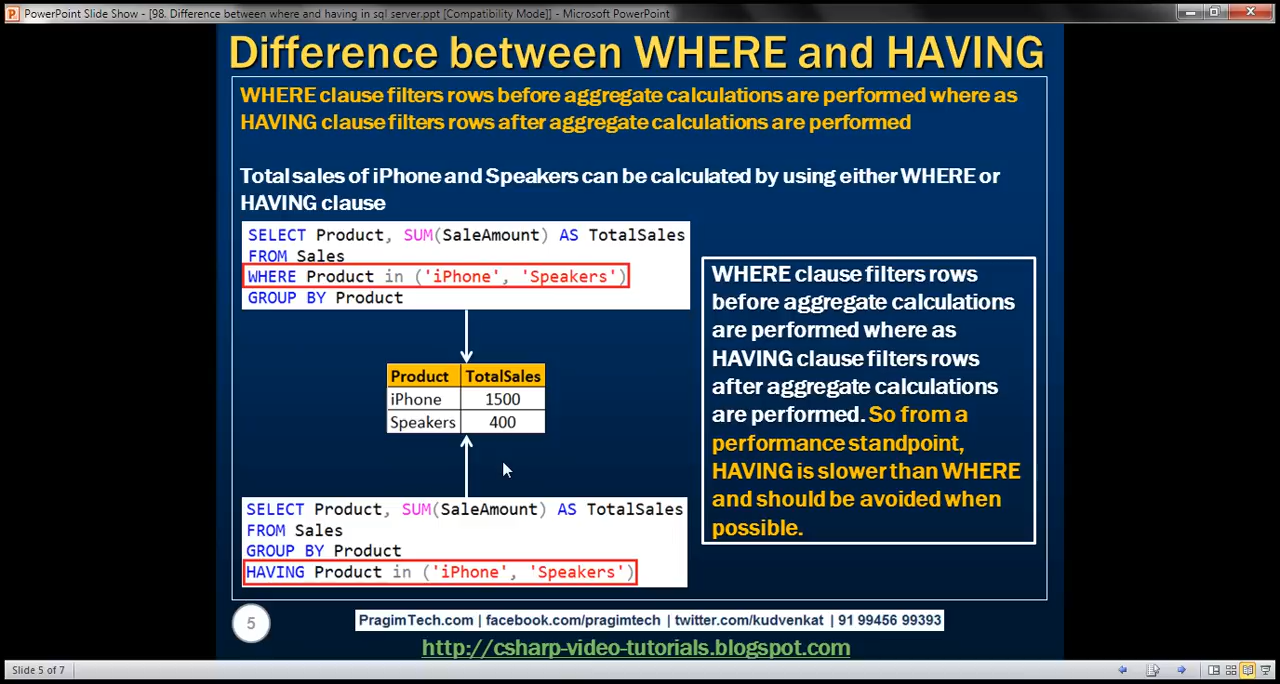 PowerPoint Slide Show - [98. Difference between where and having in sql server.ppt [Compatibility Mode]] - Microsoft PowerPoint
Difference between WHERE and HAVING
WHERE clause filters rows before aggregate calculations are performed where as
HAVING clause filters rows after aggregate calculations are performed
Total sales of iPhone and Speakers can be calculated by using either WHERE or
HAVING clause
SELECT Product, SUM(SaleAmount) AS TotalSales
FROM Sales
WHERE Product in ('iPhone', 'Speakers')
GROUP BY Product
Product TotalSales
iPhone 1500
Speakers 400
SELECT Product, SUM(SaleAmount) AS TotalSales
FROM Sales
GROUP BY Product
HAVING Product in ('iPhone', 'Speakers')
WHERE clause filters rows
before aggregate calculations
are performed where as
HAVING clause filters rows
after aggregate calculations
are performed. So from a
performance standpoint,
HAVING is slower than WHERE
and should be avoided when
possible.
5
PragimTech.com | facebook.com/pragimtech | twitter.com/kudvenkat | 91 99456 99393
http://csharp-video-tutorials.blogspot.com
Slide 5 of 7